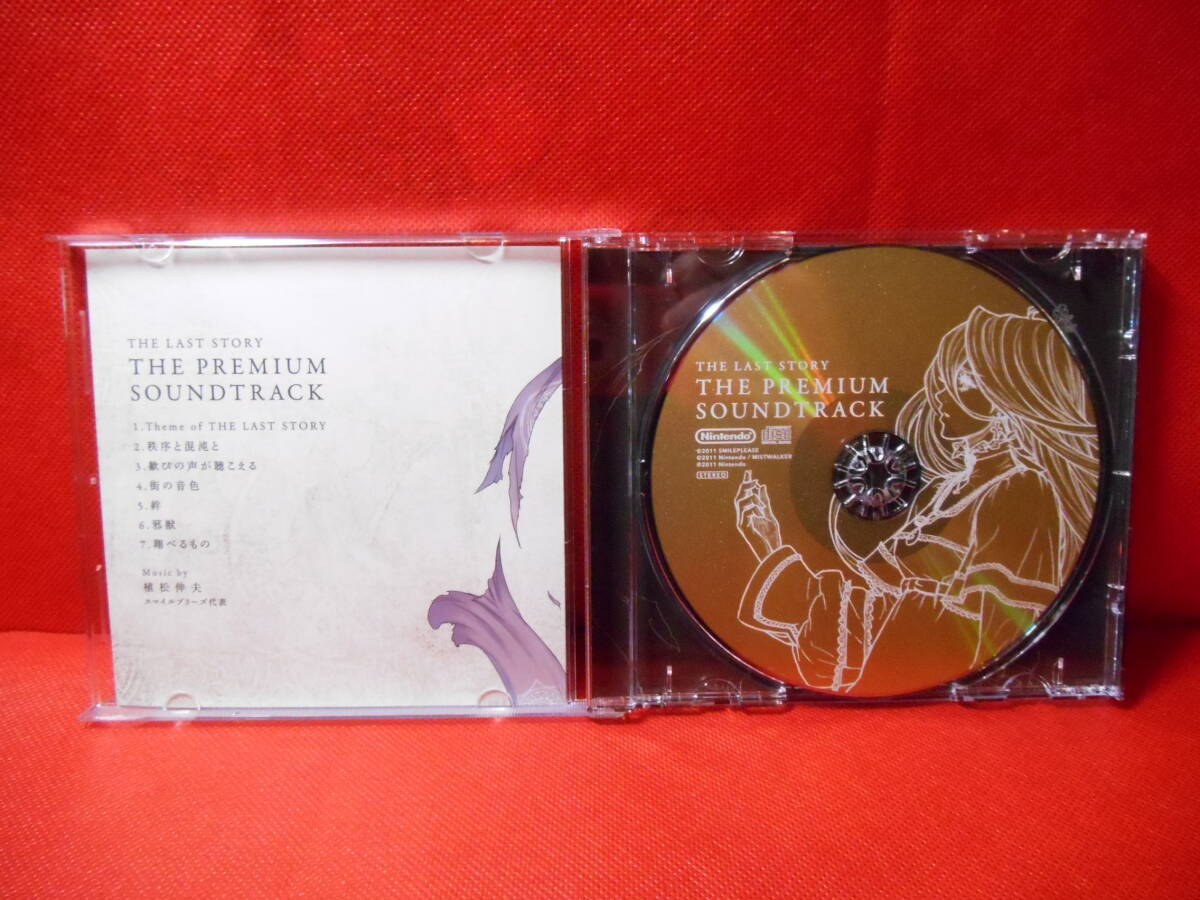 THE LAST STORY
THE PREMIUM
SOUNDTRACK
1.Theme of THE LAST STORY
2.秩序と混沌と
3.歓びの声が聴こえる
4.街の音色
5.絆
6.邪獣
7.翔べるもの
Music by
植松伸夫
スマイルプリーズ代表
THE LAST STORY
THE PREMIUM
SOUNDTRACK
Nintendo
COMPACT disc
℗2011 SMILEPLEASE
©2011 Nintendo / MISTWALKER
℗2011 Nintendo
STEREO